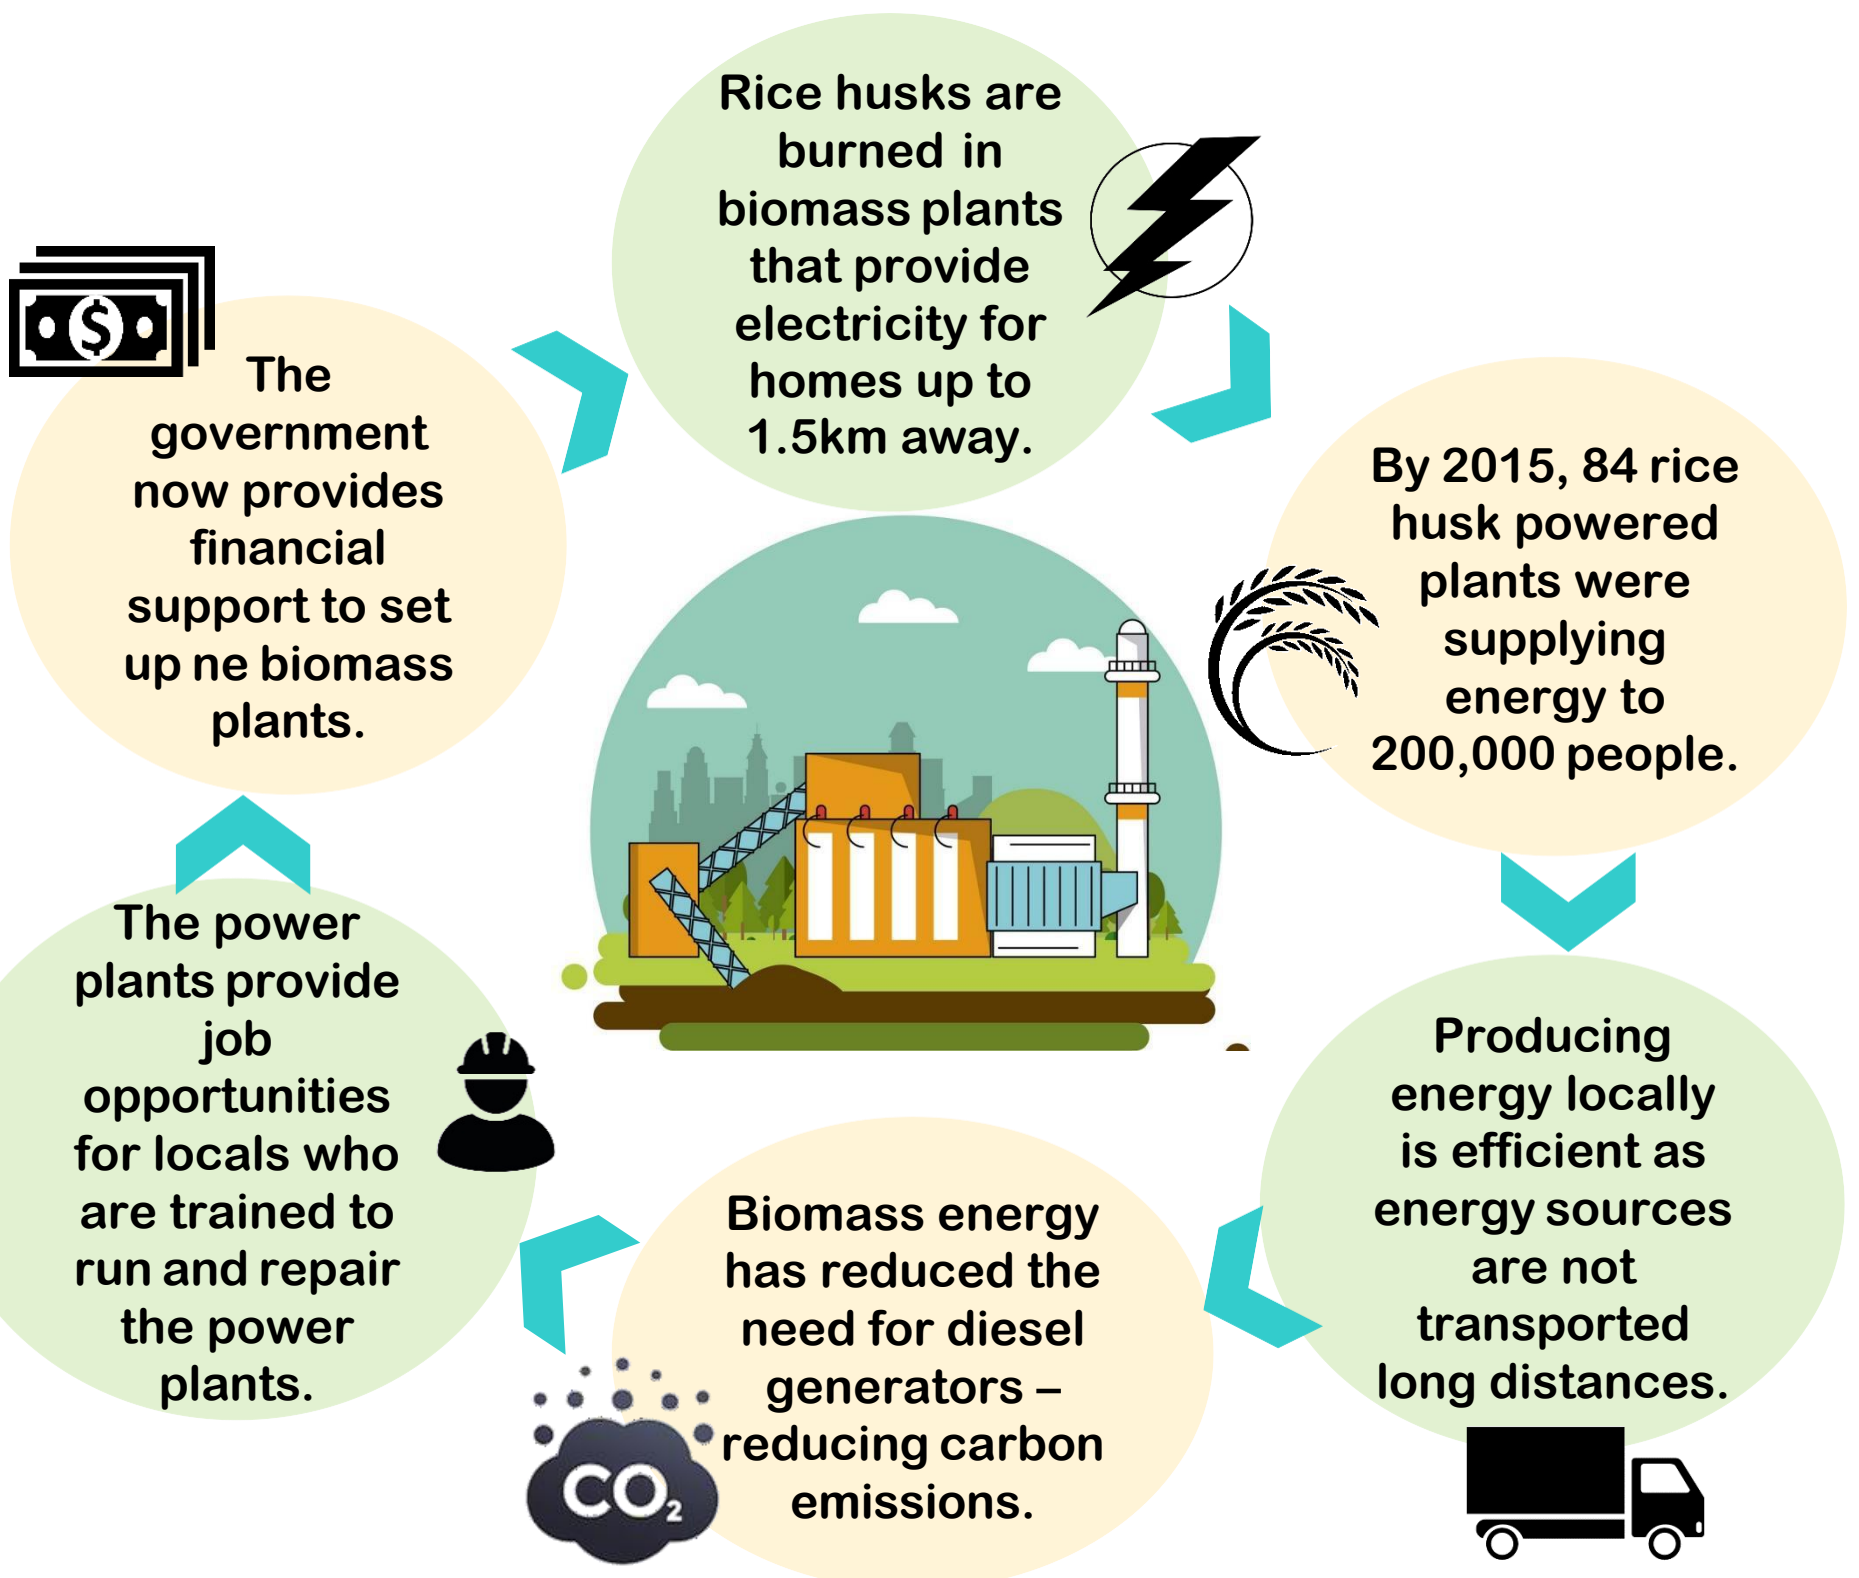 Rice husks are
burned in
biomass plants
that provide
electricity for
homes up to
1.5km away.
By 2015, 84 rice
husk powered
plants were
supplying
energy to
200,000 people.
Producing
energy locally
is efficient as
energy sources
are not
transported
long distances.
Biomass energy
has reduced the
need for diesel
generators –
reducing carbon
emissions.
CO2
The power
plants provide
job
opportunities
for locals who
are trained to
run and repair
the power
plants.
$
The
government
now provides
financial
support to set
up ne biomass
plants.